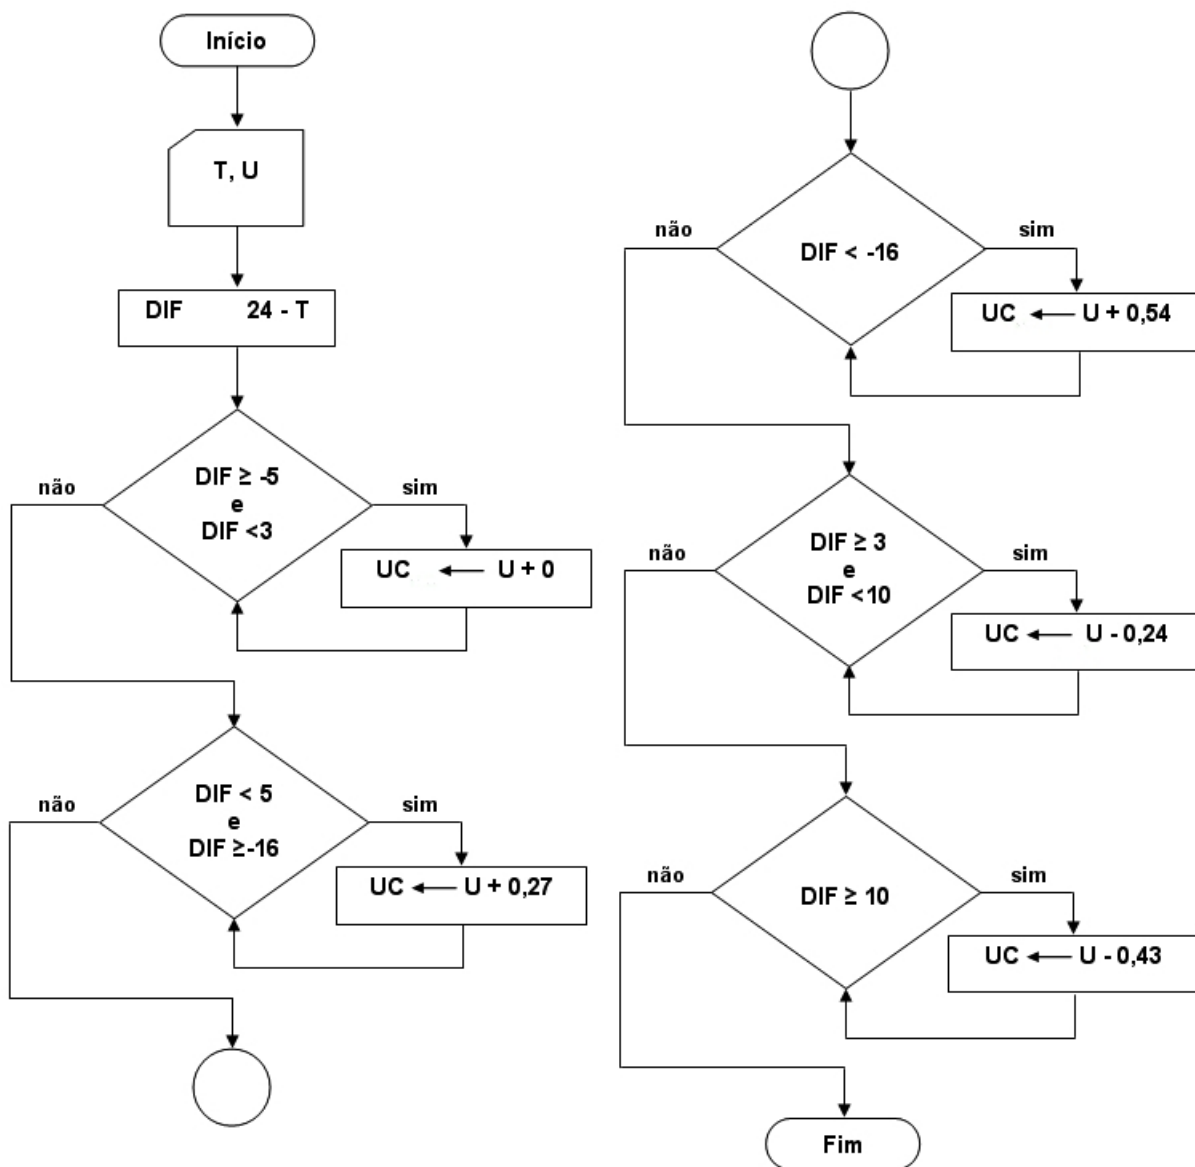 Início
T, U
DIF 24 - T
DIF ≥ -5
e
DIF <3
não
sim
UC ← U + 0
DIF < 5
e
DIF ≥-16
não
sim
UC ← U + 0,27
DIF < -16
não
sim
UC ← U + 0,54
DIF ≥ 3
e
DIF <10
não
sim
UC ← U - 0,24
DIF ≥ 10
não
sim
UC ← U - 0,43
Fim